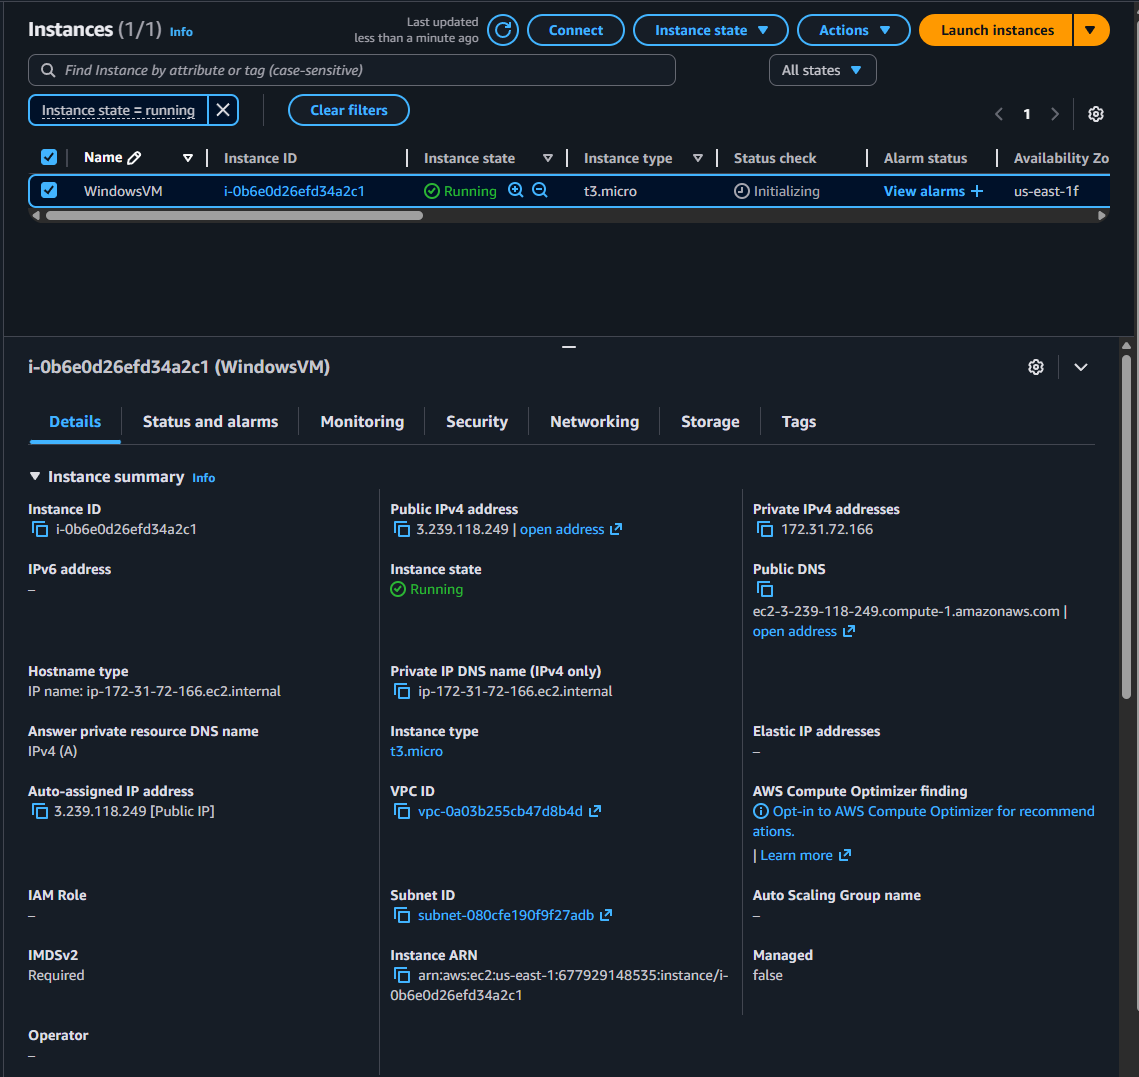 Instances (1/1) Info
Last updated
less than a minute ago
Connect
Instance state
Actions
Launch instances
Find Instance by attribute or tag (case-sensitive)
All states
Instance state = running
Clear filters
1
Name Instance ID Instance state Instance type Status check Alarm status Availability Zo
WindowsVM i-0b6e0d26efd34a2c1 Running t3.micro Initializing View alarms + us-east-1f
i-0b6e0d26efd34a2c1 (WindowsVM)
Details Status and alarms Monitoring Security Networking Storage Tags
Instance summary Info
Instance ID
i-0b6e0d26efd34a2c1
Public IPv4 address
3.239.118.249 | open address
Private IPv4 addresses
172.31.72.166
IPv6 address
–
Instance state
Running
Public DNS
ec2-3-239-118-249.compute-1.amazonaws.com |
open address
Hostname type
IP name: ip-172-31-72-166.ec2.internal
Private IP DNS name (IPv4 only)
ip-172-31-72-166.ec2.internal
Answer private resource DNS name
IPv4 (A)
Instance type
t3.micro
Elastic IP addresses
–
Auto-assigned IP address
3.239.118.249 [Public IP]
VPC ID
vpc-0a03b255cb47d8b4d
AWS Compute Optimizer finding
Opt-in to AWS Compute Optimizer for recommend
ations.
| Learn more
IAM Role
–
Subnet ID
subnet-080cfe190f9f27adb
Auto Scaling Group name
–
IMDSv2
Required
Instance ARN
arn:aws:ec2:us-east-1:677929148535:instance/i-
0b6e0d26efd34a2c1
Managed
false
Operator
–